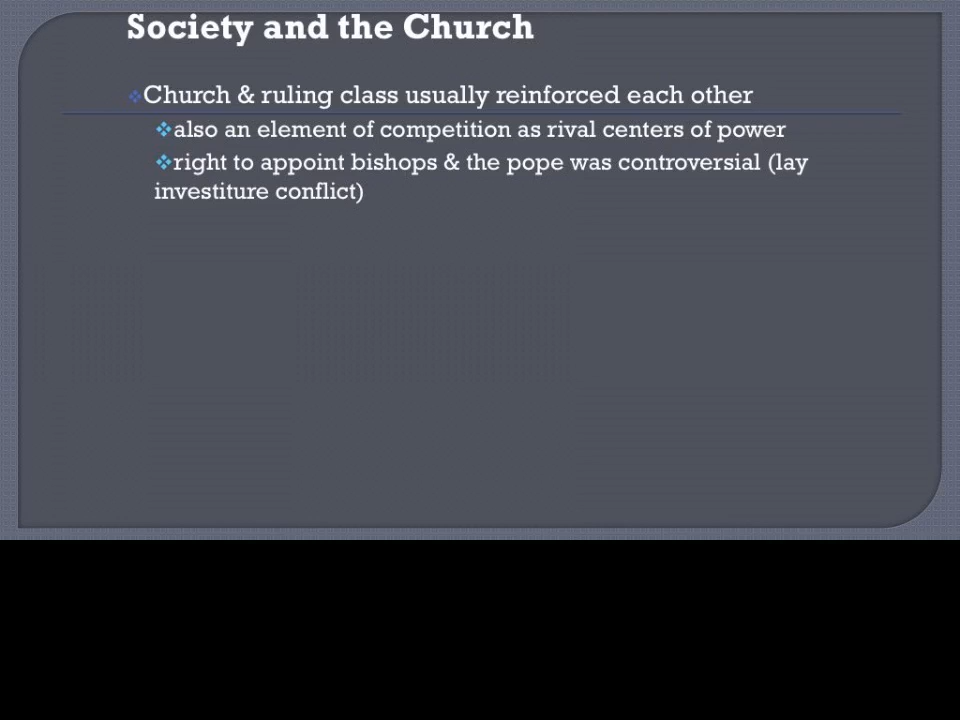 Society and the Church
❖Church & ruling class usually reinforced each other
❖also an element of competition as rival centers of power
❖right to appoint bishops & the pope was controversial (lay
investiture conflict)